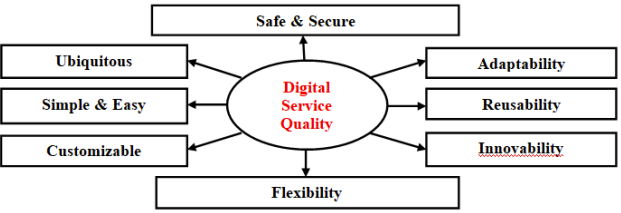 Safe & Secure
Ubiquitous
Adaptability
Digital
Service
Quality
Simple & Easy
Reusability
Customizable
Innovability
Flexibility